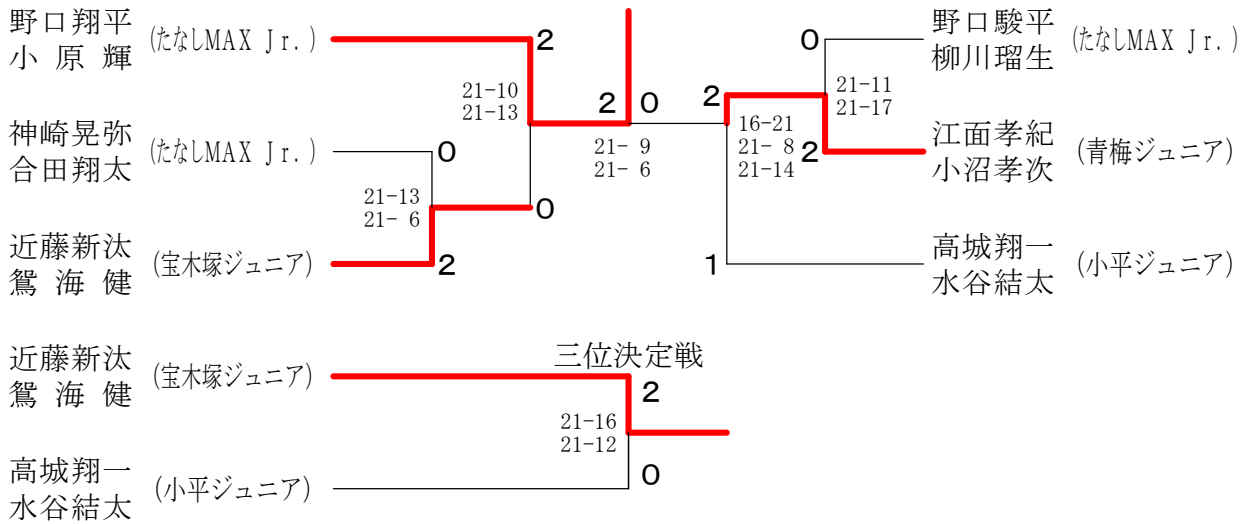 野口翔平
小原輝
(たなしMAX Jr.)
2
21-10
21-13
神崎晃弥
合田翔太
(たなしMAX Jr.)
0
21-13
21- 6
0
近藤新汰
鴛海健
(宝木塚ジュニア)
2
2 0
21- 9
21- 6
野口駿平
柳川瑠生
(たなしMAX Jr.)
0
21-11
21-17
2
16-21
21- 8
21-14
2
江面孝紀
小沼孝次
(青梅ジュニア)
1
高城翔一
水谷結太
(小平ジュニア)
三位決定戦
近藤新汰
鴛海健
(宝木塚ジュニア)
2
21-16
21-12
高城翔一
水谷結太
(小平ジュニア)
0